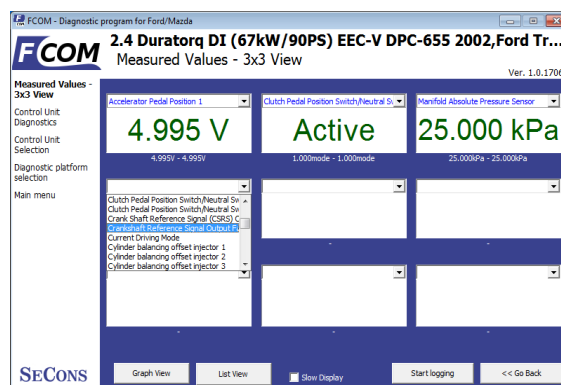 FCOM - Diagnostic program for Ford/Mazda
FCOM
2.4 Duratorq DI (67kW/90PS) EEC-V DPC-655 2002,Ford Tr...
Measured Values - 3x3 View
Ver. 1.0.1706
Measured Values -
3x3 View
Control Unit
Diagnostics
Control Unit
Selection
Diagnostic platform
selection
Main menu
Accelerator Pedal Position 1
Clutch Pedal Position Switch/Neutral Sv
Manifold Absolute Pressure Sensor
4.995 V
Active
25.000 kPa
4.995V - 4.995V
1.000mode - 1.000mode
25.000kPa - 25.000kPa
Clutch Pedal Position Switch/Neutral Sw
Clutch Pedal Position Switch/Neutral Sw
Crank Shaft Reference Signal (CSRS) C
Crankshaft Reference Signal Output Fa
Current Driving Mode
Cylinder balancing offset injector 1
Cylinder balancing offset injector 2
Cylinder balancing offset injector 3
-
-
-
-
-
SECONS
Graph View
List View
Slow Display
Start logging
<< Go Back